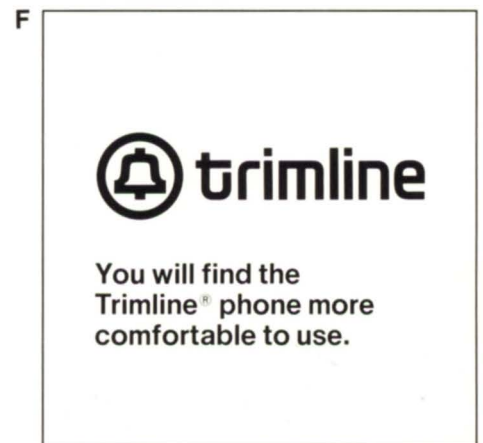 F
trimline
You will find the
Trimline® phone more
comfortable to use.